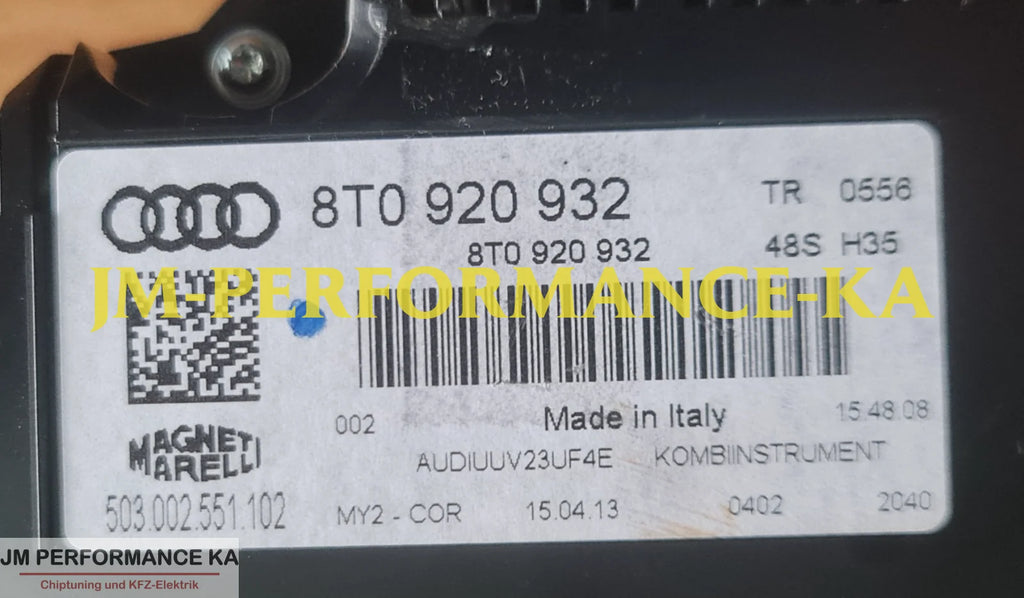 8T0 920 932
TR 0556
8T0 920 932
48S H35
JM-PERFORMANCE-KA
002
Made in Italy
15.48.08
MAGNETI
MARELLI
AUDIUUV23UF4E KOMBIINSTRUMENT
503.002.551.102
MY2 - COR
15.04.13
0402
2040
JM PERFORMANCE KA
Chiptuning und KFZ-Elektrik